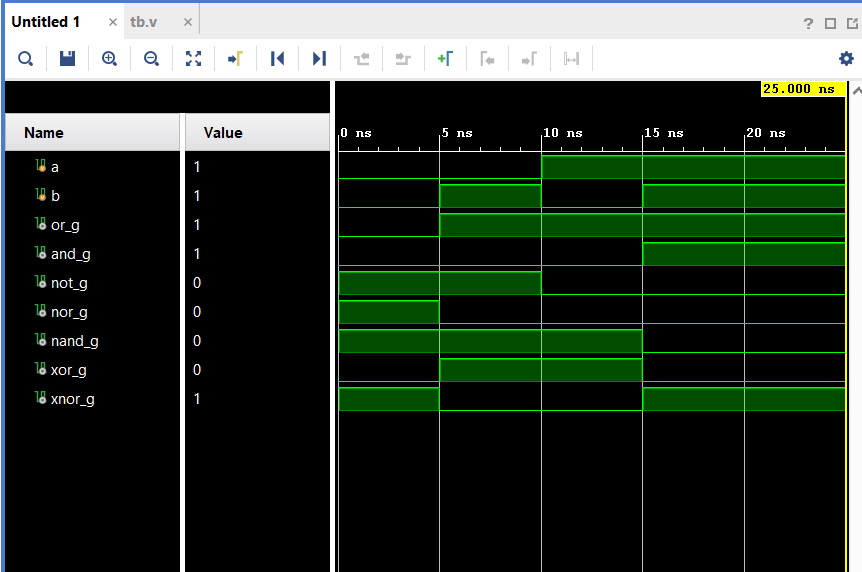 Untitled 1 × tb.v ×
?
25.000 ns
Name Value
0 ns 5 ns 10 ns 15 ns 20 ns
a 1
b 1
or_g 1
and_g 1
not_g 0
nor_g 0
nand_g 0
xor_g 0
xnor_g 1